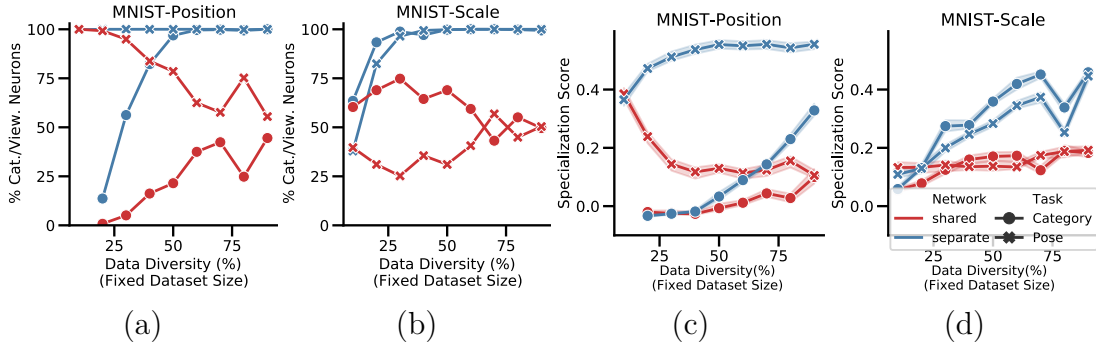 MNIST-Position
% Cat./View. Neurons
100
75
50
25
0
25 50 75
Data Diversity (%)
(Fixed Dataset Size)
(a)
MNIST-Scale
% Cat./View. Neurons
100
75
50
25
0
25 50 75
Data Diversity (%)
(Fixed Dataset Size)
(b)
MNIST-Position
Specialization Score
0.4
0.2
0.0
25 50 75
Data Diversity(%)
(Fixed Dataset Size)
(c)
MNIST-Scale
Specialization Score
0.4
0.2
0.0
Network Task
shared Category
separate Pose
25 50 75
Data Diversity(%)
(Fixed Dataset Size)
(d)